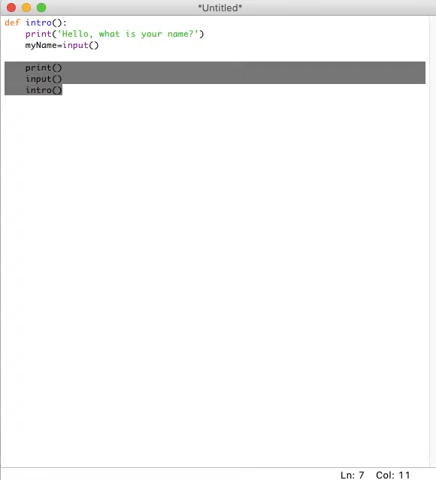 *Untitled*
def intro():
    print('Hello, what is your name?')
    myName=input()
    print()
    input()
    intro()
Ln: 7 Col: 11